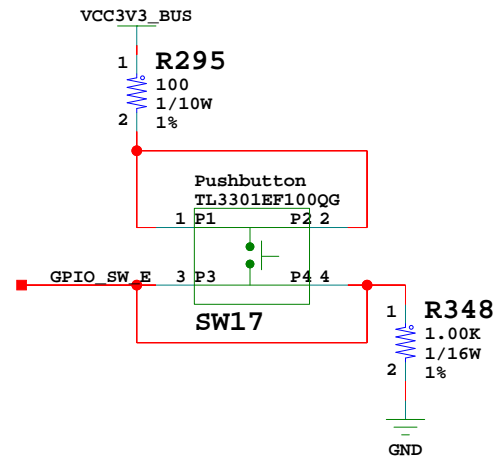 VCC3V3_BUS
1 R295
100
1/10W
2 1%
Pushbutton
TL3301EF100QG
1 P1 P2 2
GPIO_SW_E 3 P3 P4 4
SW17
1 R348
1.00K
1/16W
2 1%
GND